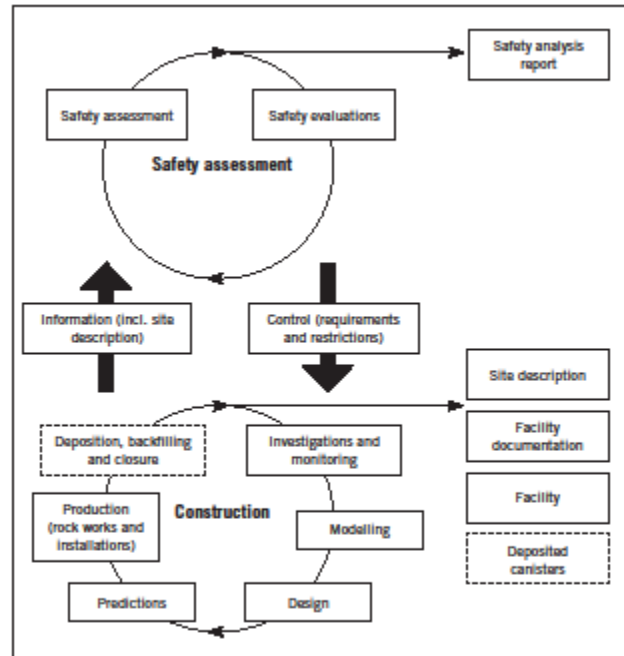 Safety analysis
report
Safety assessment
Safety evaluations
Safety assessment
Information (incl. site
description)
Control (requirements
and restrictions)
Site description
Deposition, backfilling
and closure
Investigations and
monitoring
Facility
documentation
Production
(rock works and
installations)
Construction
Modelling
Facility
Deposited
canisters
Predictions
Design